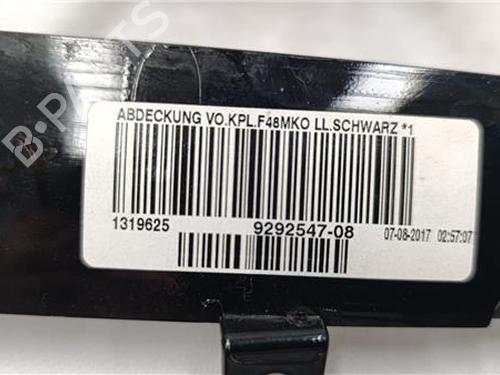 ABDECKUNG VO.KPL.F48MKO LL.SCHWARZ *1
1319625 9292547-08 07-08-2017 02:57:07
B-PARTS